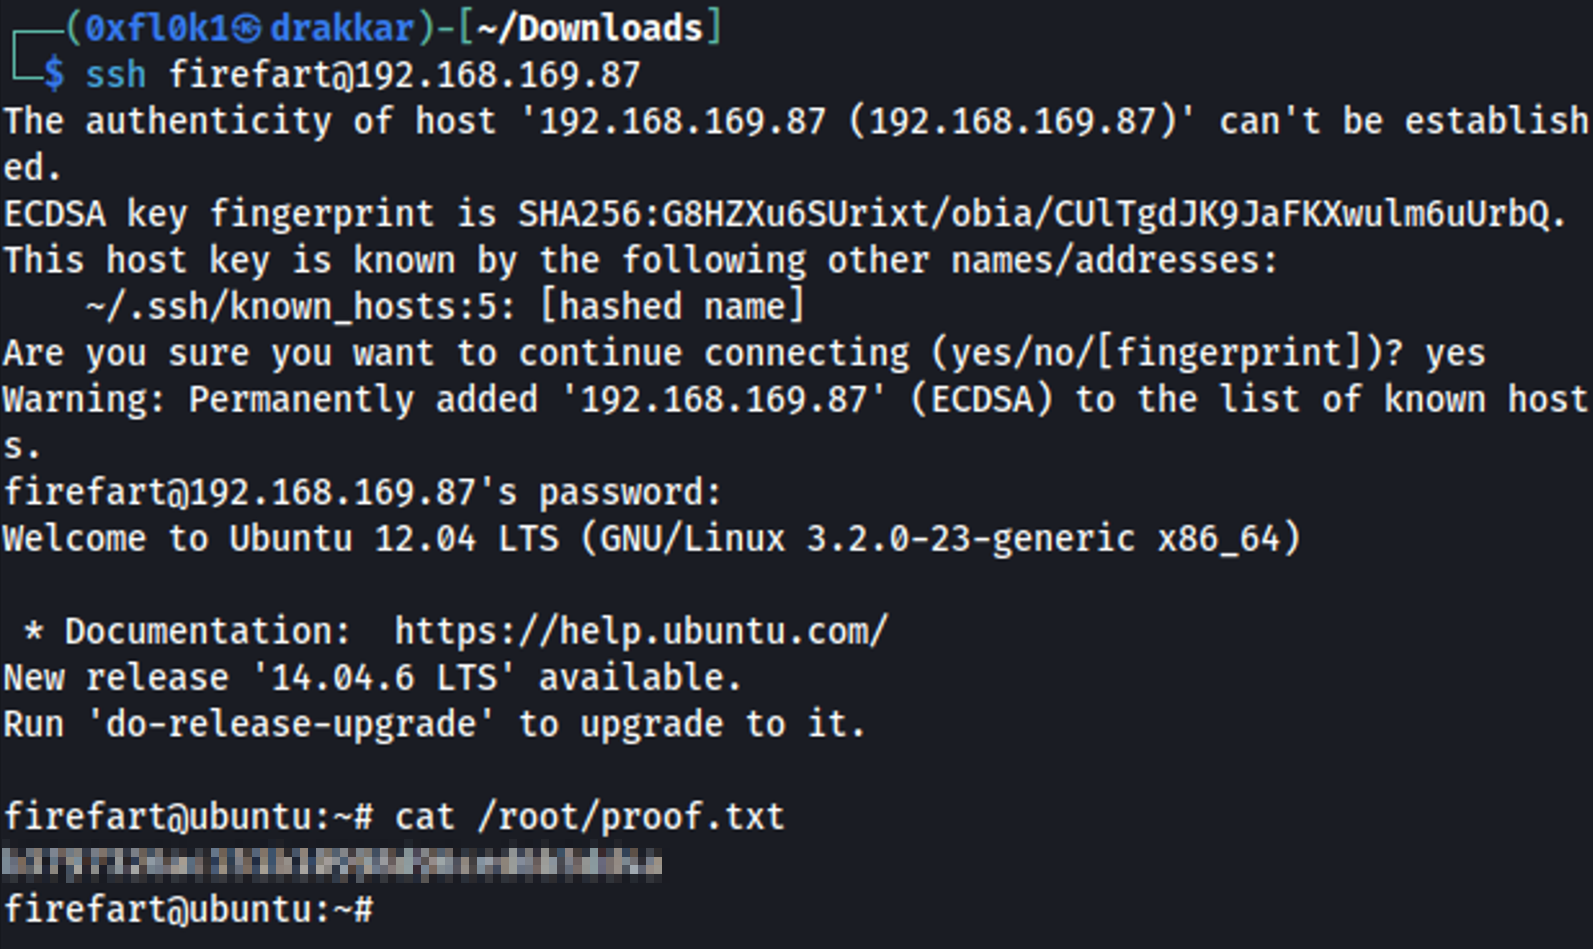 ┌──(0xfl0k1㉿drakkar)-[~/Downloads]
└─$ ssh firefart@192.168.169.87
The authenticity of host '192.168.169.87 (192.168.169.87)' can't be establish
ed.
ECDSA key fingerprint is SHA256:G8HZXu6SUrixt/obia/CUlTgdJK9JaFKXwulm6uUrbQ.
This host key is known by the following other names/addresses:
    ~/.ssh/known_hosts:5: [hashed name]
Are you sure you want to continue connecting (yes/no/[fingerprint])? yes
Warning: Permanently added '192.168.169.87' (ECDSA) to the list of known host
s.
firefart@192.168.169.87's password:
Welcome to Ubuntu 12.04 LTS (GNU/Linux 3.2.0-23-generic x86_64)
 * Documentation:  https://help.ubuntu.com/
New release '14.04.6 LTS' available.
Run 'do-release-upgrade' to upgrade to it.
firefart@ubuntu:~# cat /root/proof.txt
firefart@ubuntu:~#